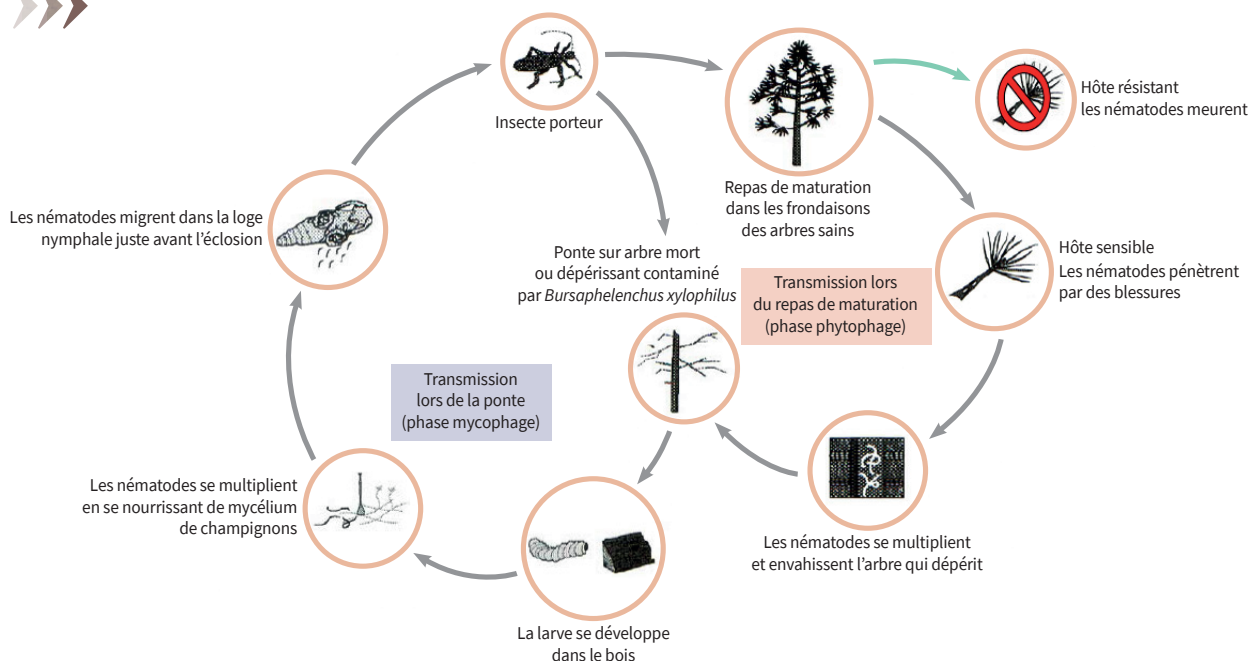 Insecte porteur
Repas de maturation
dans les frondaisons
des arbres sains
Hôte résistant
les nématodes meurent
Hôte sensible
Les nématodes pénètrent
par des blessures
Transmission lors
du repas de maturation
(phase phytophage)
Les nématodes se multiplient
et envahissent l’arbre qui dépérit
Ponte sur arbre mort
ou dépérissant contaminé
par Bursaphelenchus xylophilus
La larve se développe
dans le bois
Transmission
lors de la ponte
(phase mycophage)
Les nématodes se multiplient
en se nourrissant de mycélium
de champignons
Les nématodes migrent dans la loge
nymphale juste avant l’éclosion